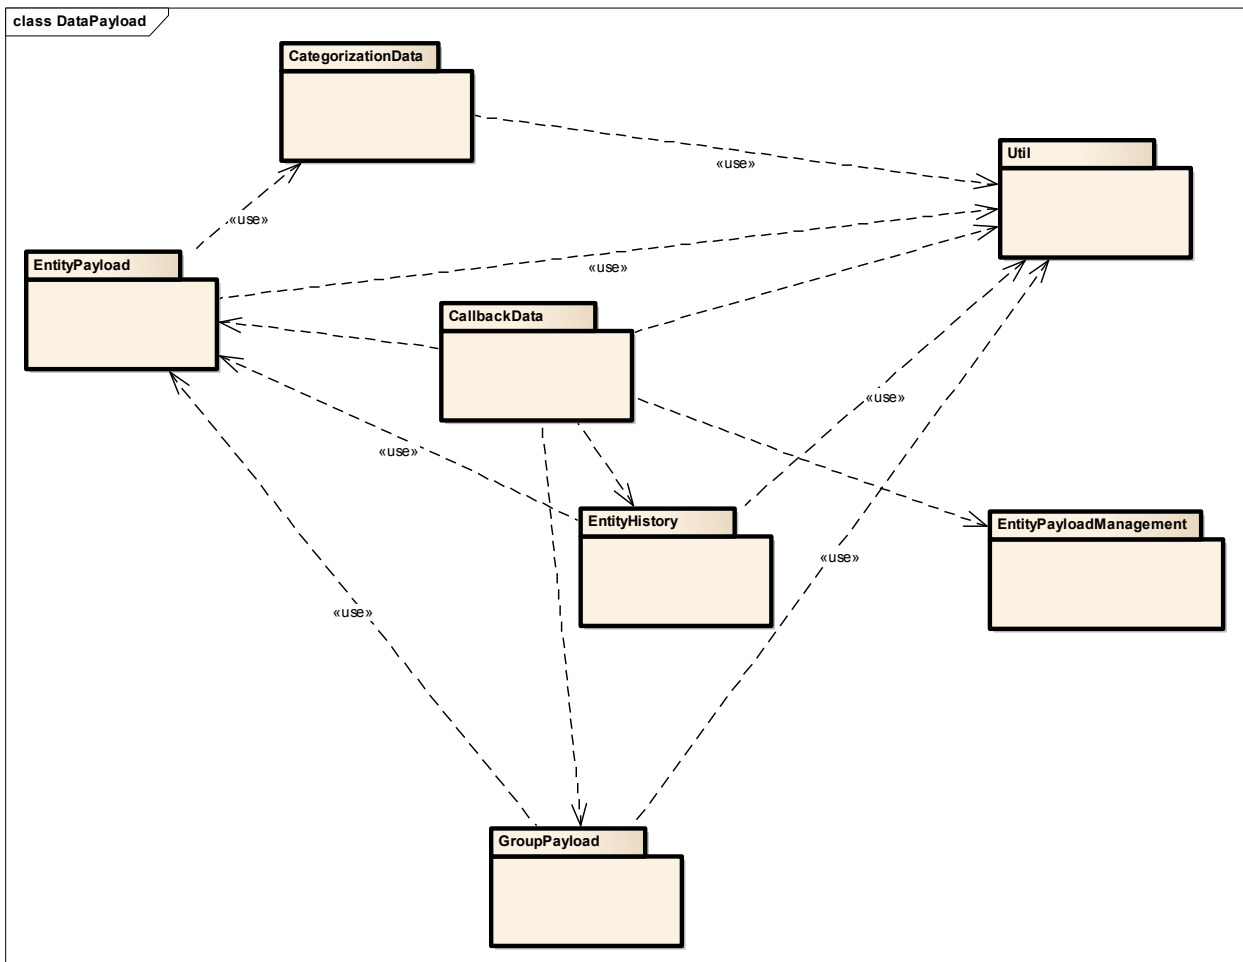 class DataPayload
CategorizationData
Util
«use»
«use»
EntityPayload
«use»
CallbackData
«use»
«use»
EntityHistory
EntityPayloadManagement
«use»
«use»
GroupPayload